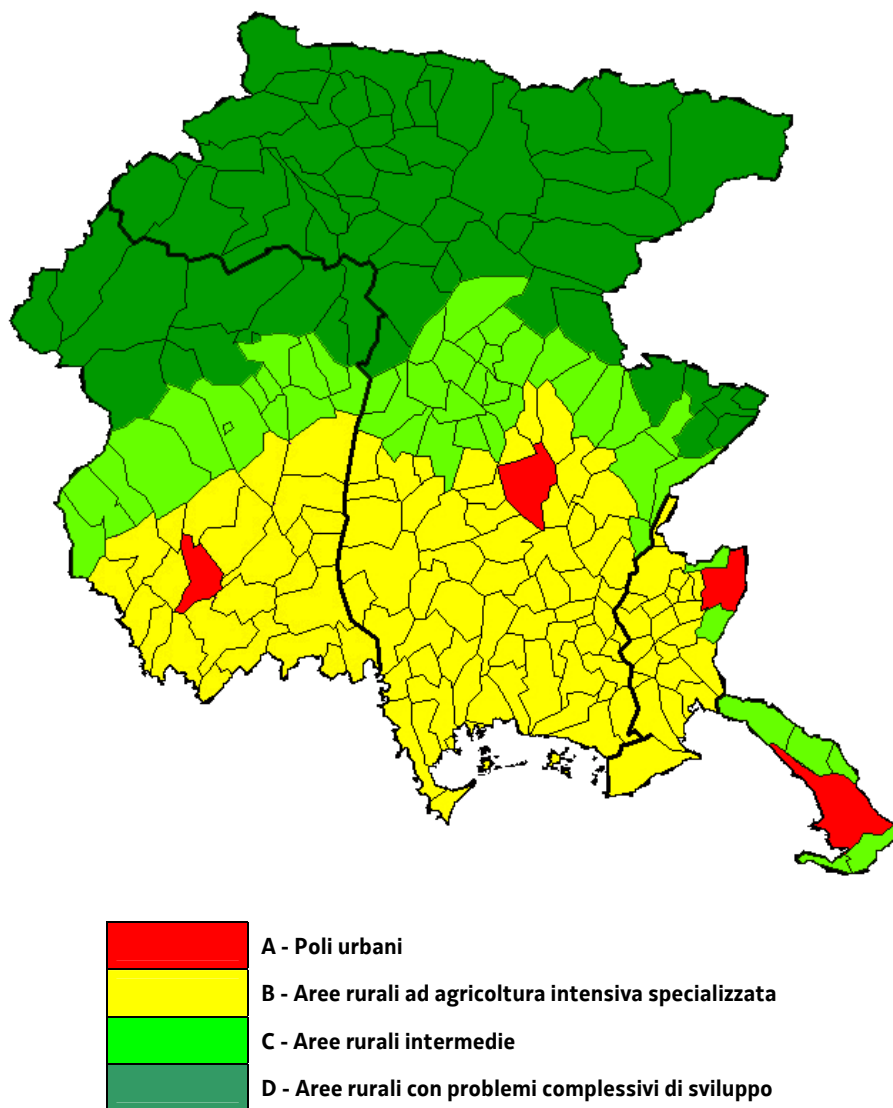 A - Poli urbani
B - Aree rurali ad agricoltura intensiva specializzata
C - Aree rurali intermedie
D - Aree rurali con problemi complessivi di sviluppo